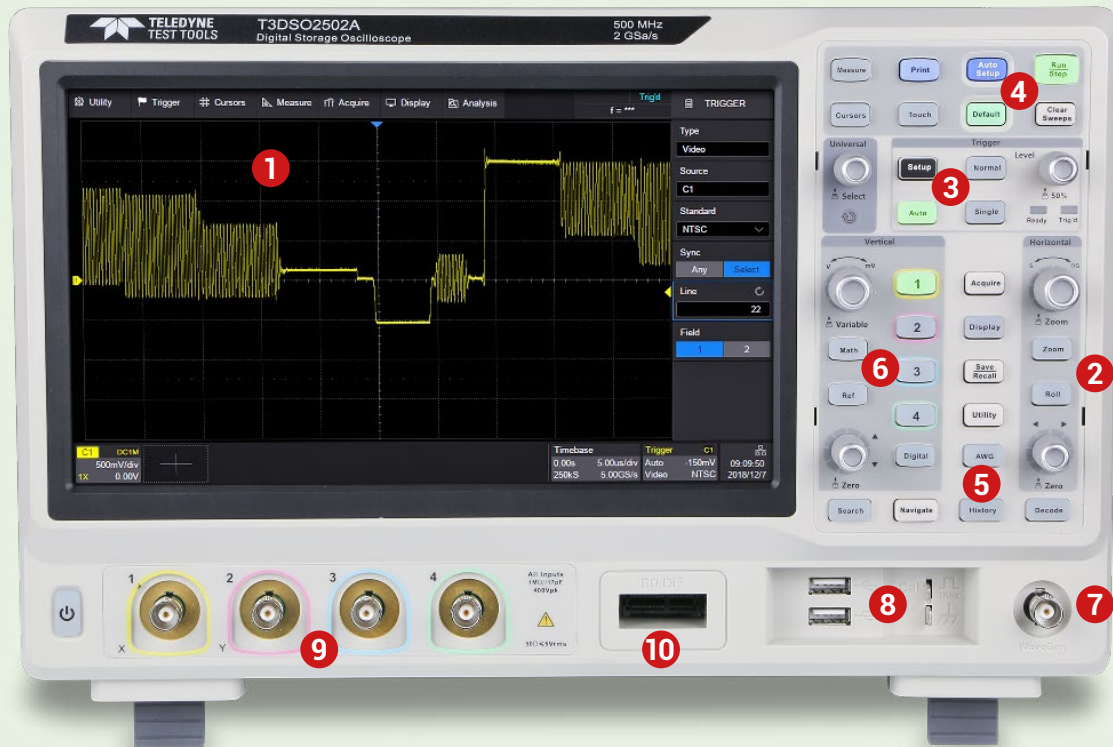 TELEDYNE
TEST TOOLS
T3DSO2502A
Digital Storage Oscilloscope
500 MHz
2 GSa/s
Utility Trigger Cursors Measure Acquire Display Analysis
Trig'd
f = ***
TRIGGER
Type
Video
Source
C1
Standard
NTSC
Sync
Any Select
Line
22
Field
1 2
1
C1 DC1M
500mV/div
1X 0.00V
Timebase
0.00s 5.00us/div
250kS 5.00GS/s
Trigger C1
Auto -150mV
Video NTSC
09:09:50
2018/12/7
Measure Print Auto Setup Run Stop
4
Cursors Touch Default Clear Sweeps
Universal
Select
Trigger
Setup Normal Level
3
50%
Auto Single Ready Trig'd
Vertical
V mV
Variable
Math
6
Ref
Zero
1
2
3
4
Digital
Acquire
Display
Save
Recall
Utility
AWG
5
Horizontal
s ns
Zoom
Zoom
2
Roll
Zero
Search Navigate History Decode
1 2 3 4
X Y
9
All Inputs
400Vpk
10
8
7
WaveGen